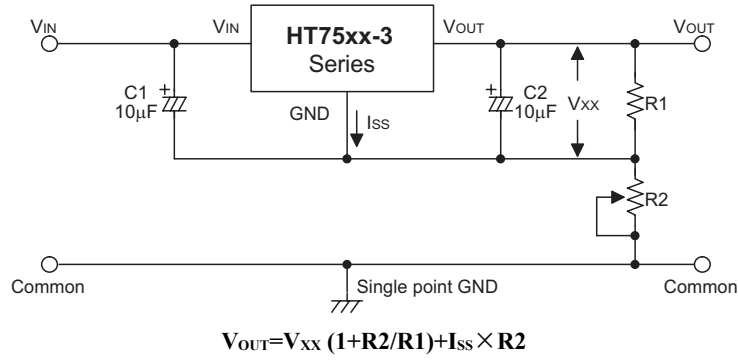 VIN
VIN
HT75xx-3
Series
VOUT
VOUT
C1
10μF
GND
ISS
C2
10μF
VXX
R1
R2
Common
Single point GND
Common
VOUT=VXX (1+R2/R1)+ISS×R2